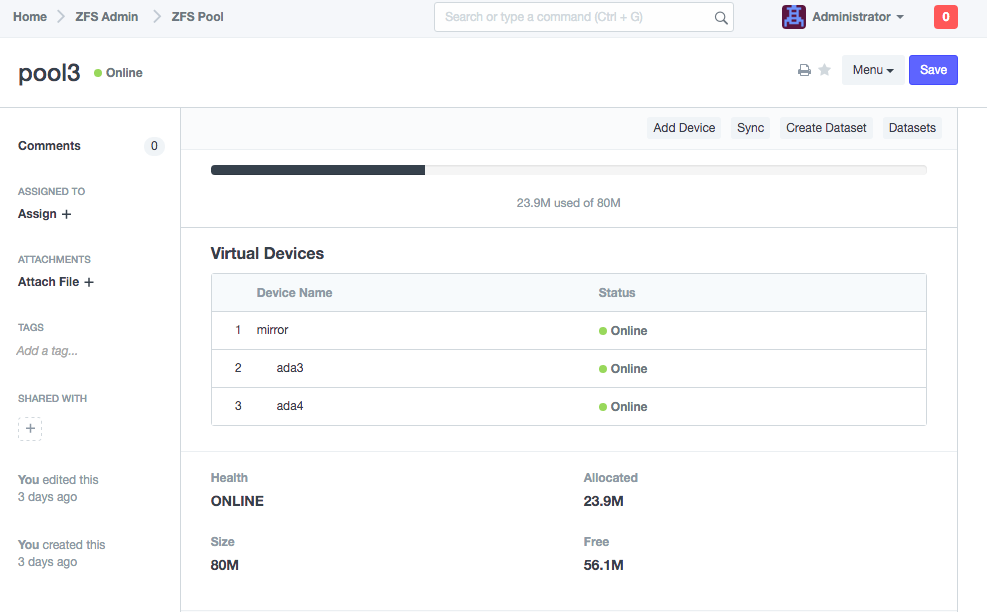 Home ZFS Admin ZFS Pool Search or type a command (Ctrl + G) Administrator 0
pool3 Online Menu Save
Comments 0
ASSIGNED TO
Assign +
ATTACHMENTS
Attach File +
TAGS
Add a tag...
SHARED WITH
+
You edited this
3 days ago
You created this
3 days ago
Add Device Sync Create Dataset Datasets
23.9M used of 80M
Virtual Devices
Device Name Status
1 mirror Online
2 ada3 Online
3 ada4 Online
Health Allocated
ONLINE 23.9M
Size Free
80M 56.1M